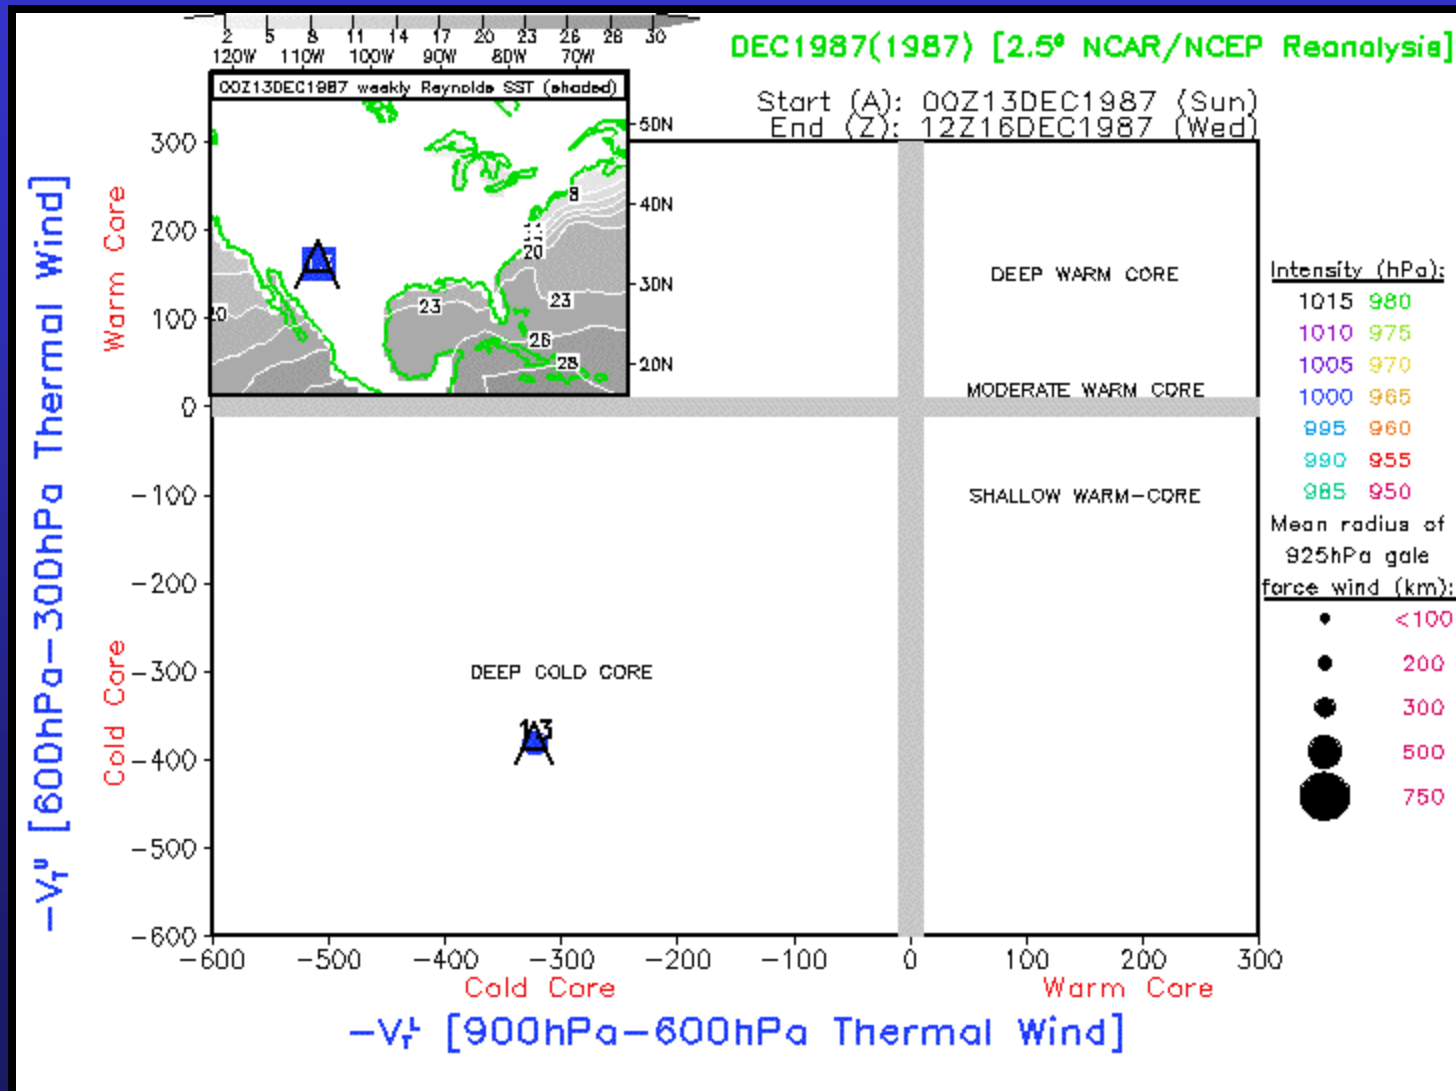 2 5 8 11 14 17 20 23 26 28 30
120W 110W 100W 90W 80W 70W
DEC1987(1987) [2.5° NCAR/NCEP Reanalysis]
00Z13DEC1987 weekly Reynolds SST (shaded)
Start (A): 00Z13DEC1987 (Sun)
End (Z): 12Z16DEC1987 (Wed)
50N
40N
30N
20N
8
20
23
23
26
28
20
A
300
200
100
0
-100
-200
-300
-400
-500
-600
Warm Core
Cold Core
-V_T^U [600hPa-300hPa Thermal Wind]
DEEP WARM CORE
MODERATE WARM CORE
SHALLOW WARM-CORE
DEEP COLD CORE
13
A
Intensity (hPa):
1015 980
1010 975
1005 970
1000 965
995 960
990 955
985 950
Mean radius of
925hPa gale
force wind (km):
<100
200
300
500
750
-600 -500 -400 -300 -200 -100 0 100 200 300
Cold Core Warm Core
-V_T^L [900hPa-600hPa Thermal Wind]